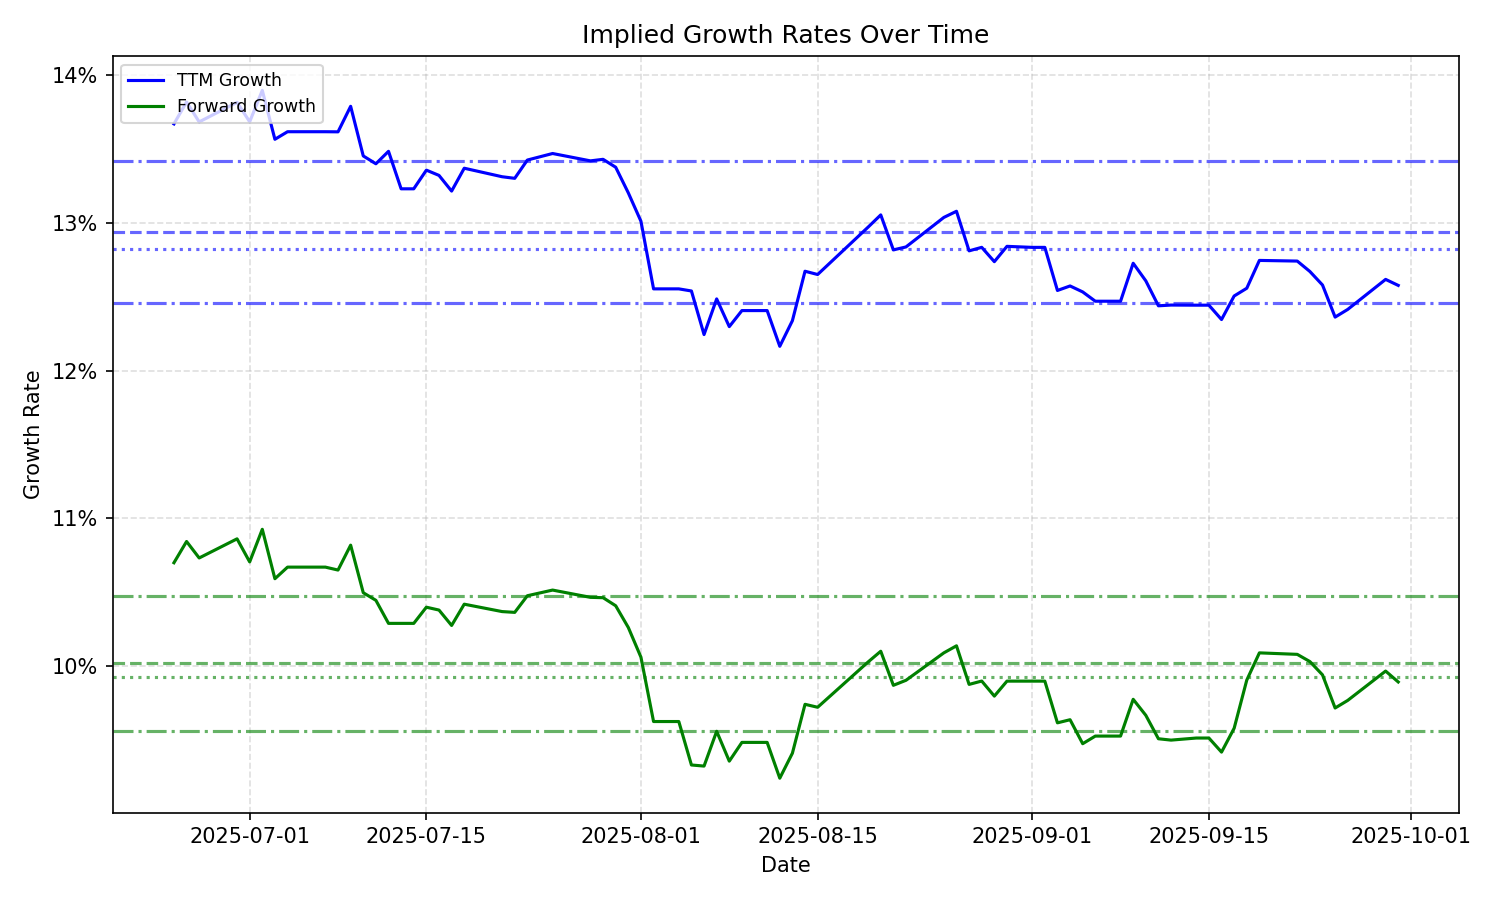 Implied Growth Rates Over Time
TTM Growth
Forward Growth
14%
13%
12%
11%
10%
Growth Rate
2025-07-01
2025-07-15
2025-08-01
2025-08-15
2025-09-01
2025-09-15
2025-10-01
Date